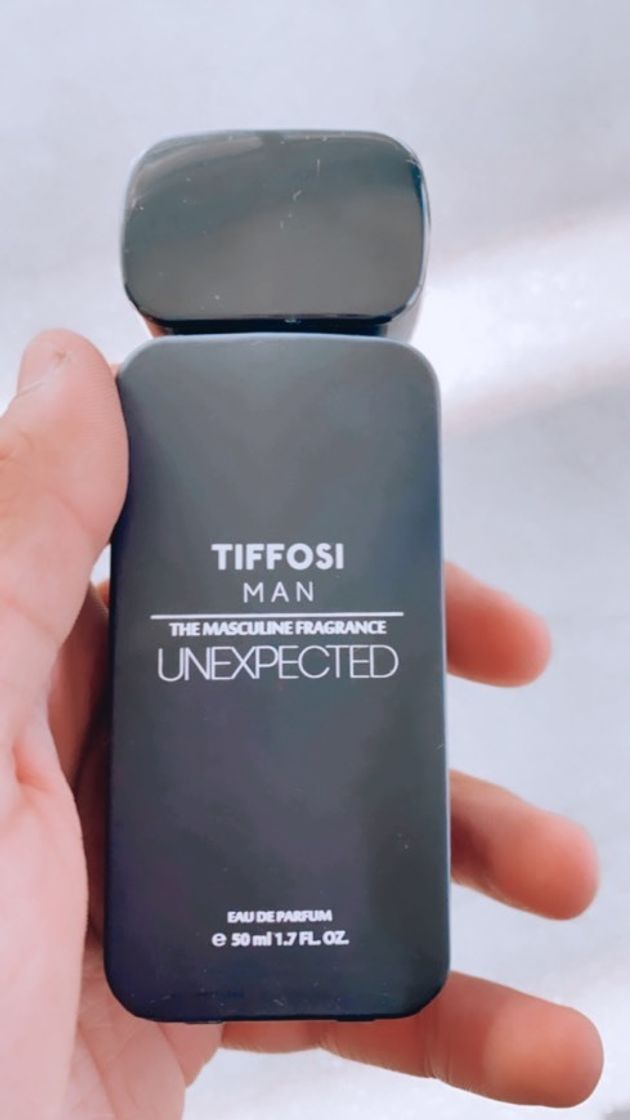 TIFFOSI
MAN
THE MASCULINE FRAGRANCE
UNEXPECTED
EAU DE PARFUM
℮ 50 ml 1.7 FL. OZ.